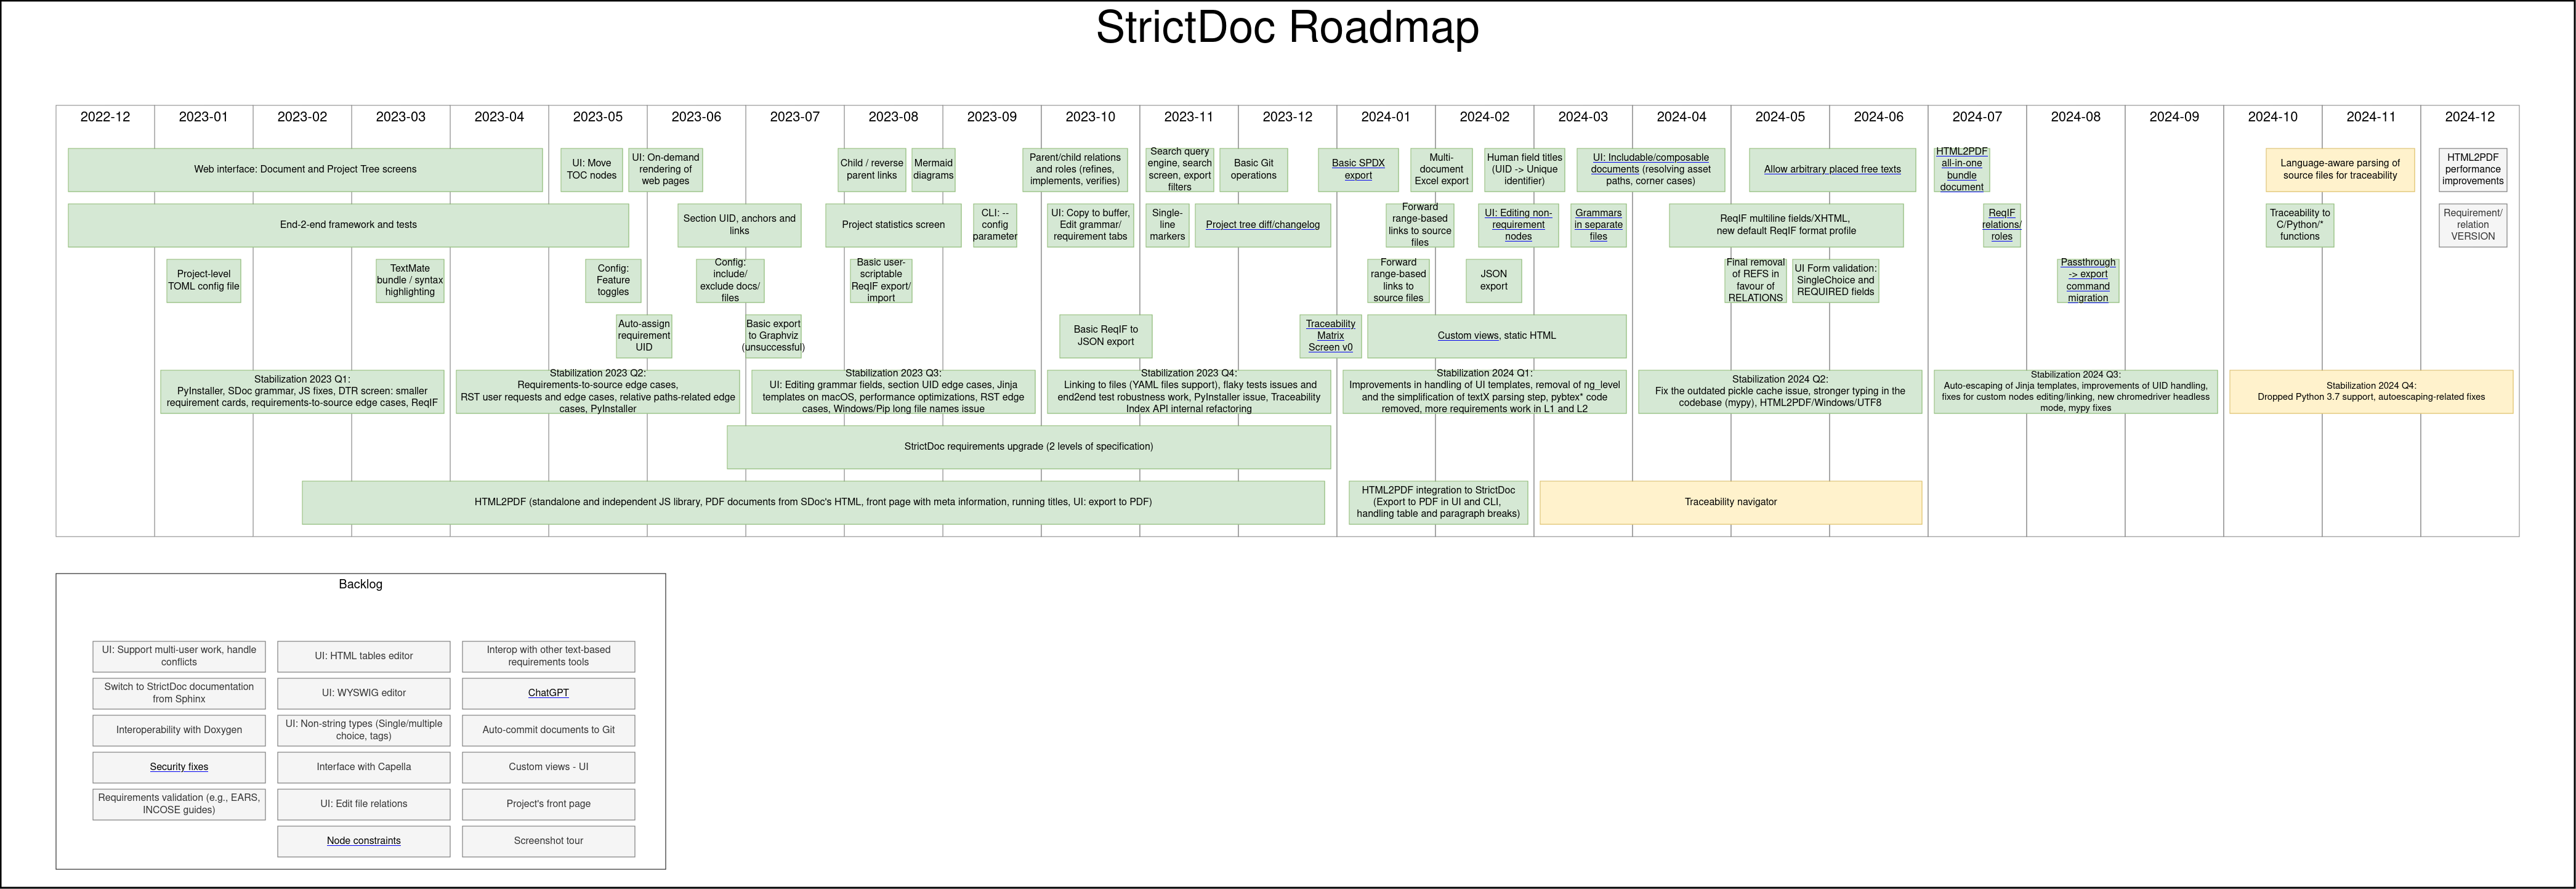 StrictDoc Roadmap
2022-12
2023-01
2023-02
2023-03
2023-04
2023-05
2023-06
2023-07
2023-08
2023-09
2023-10
2023-11
2023-12
2024-01
2024-02
2024-03
2024-04
2024-05
2024-06
2024-07
2024-08
2024-09
2024-10
2024-11
2024-12
Web interface: Document and Project Tree screens
UI: Move
TOC nodes
UI: On-demand
rendering of
web pages
Child / reverse
parent links
Mermaid
diagrams
Parent/child relations
and roles (refines,
implements, verifies)
Search query
engine, search
screen, export
filters
Basic Git
operations
Basic SPDX
export
Multi-
document
Excel export
Human field titles
(UID -> Unique
identifier)
UI: Includable/composable
documents (resolving asset
paths, corner cases)
Allow arbitrary placed free texts
HTML2PDF
all-in-one
bundle
document
Language-aware parsing of
source files for traceability
HTML2PDF
performance
improvements
End-2-end framework and tests
Section UID, anchors and
links
Project statistics screen
CLI: --
config
parameter
UI: Copy to buffer,
Edit grammar/
requirement tabs
Single-
line
markers
Project tree diff/changelog
Forward
range-based
links to source
files
UI: Editing non-
requirement
nodes
Grammars
in separate
files
ReqIF multiline fields/XHTML,
new default ReqIF format profile
ReqIF
relations/
roles
Traceability to
C/Python/*
functions
Requirement/
relation
VERSION
Project-level
TOML config file
TextMate
bundle / syntax
highlighting
Config:
Feature
toggles
Config:
include/
exclude docs/
files
Basic user-
scriptable
ReqIF export/
import
Forward
range-based
links to
source files
JSON
export
Final removal
of REFS in
favour of
RELATIONS
UI Form validation:
SingleChoice and
REQUIRED fields
Passthrough
-> export
command
migration
Auto-assign
requirement
UID
Basic export
to Graphviz
(unsuccessful)
Basic ReqIF to
JSON export
Traceability
Matrix
Screen v0
Custom views, static HTML
Stabilization 2023 Q1:
PyInstaller, SDoc grammar, JS fixes, DTR screen: smaller
requirement cards, requirements-to-source edge cases, ReqIF
Stabilization 2023 Q2:
Requirements-to-source edge cases,
RST user requests and edge cases, relative paths-related edge
cases, PyInstaller
Stabilization 2023 Q3:
UI: Editing grammar fields, section UID edge cases, Jinja
templates on macOS, performance optimizations, RST edge
cases, Windows/Pip long file names issue
Stabilization 2023 Q4:
Linking to files (YAML files support), flaky tests issues and
end2end test robustness work, PyInstaller issue, Traceability
Index API internal refactoring
Stabilization 2024 Q1:
Improvements in handling of UI templates, removal of ng_level
and the simplification of textX parsing step, pybtex* code
removed, more requirements work in L1 and L2
Stabilization 2024 Q2:
Fix the outdated pickle cache issue, stronger typing in the
codebase (mypy), HTML2PDF/Windows/UTF8
Stabilization 2024 Q3:
Auto-escaping of Jinja templates, improvements of UID handling,
fixes for custom nodes editing/linking, new chromedriver headless
mode, mypy fixes
Stabilization 2024 Q4:
Dropped Python 3.7 support, autoescaping-related fixes
StrictDoc requirements upgrade (2 levels of specification)
HTML2PDF (standalone and independent JS library, PDF documents from SDoc's HTML, front page with meta information, running titles, UI: export to PDF)
HTML2PDF integration to StrictDoc
(Export to PDF in UI and CLI,
handling table and paragraph breaks)
Traceability navigator
Backlog
UI: Support multi-user work, handle
conflicts
UI: HTML tables editor
Interop with other text-based
requirements tools
Switch to StrictDoc documentation
from Sphinx
UI: WYSWIG editor
ChatGPT
Interoperability with Doxygen
UI: Non-string types (Single/multiple
choice, tags)
Auto-commit documents to Git
Security fixes
Interface with Capella
Custom views - UI
Requirements validation (e.g., EARS,
INCOSE guides)
UI: Edit file relations
Project's front page
Node constraints
Screenshot tour